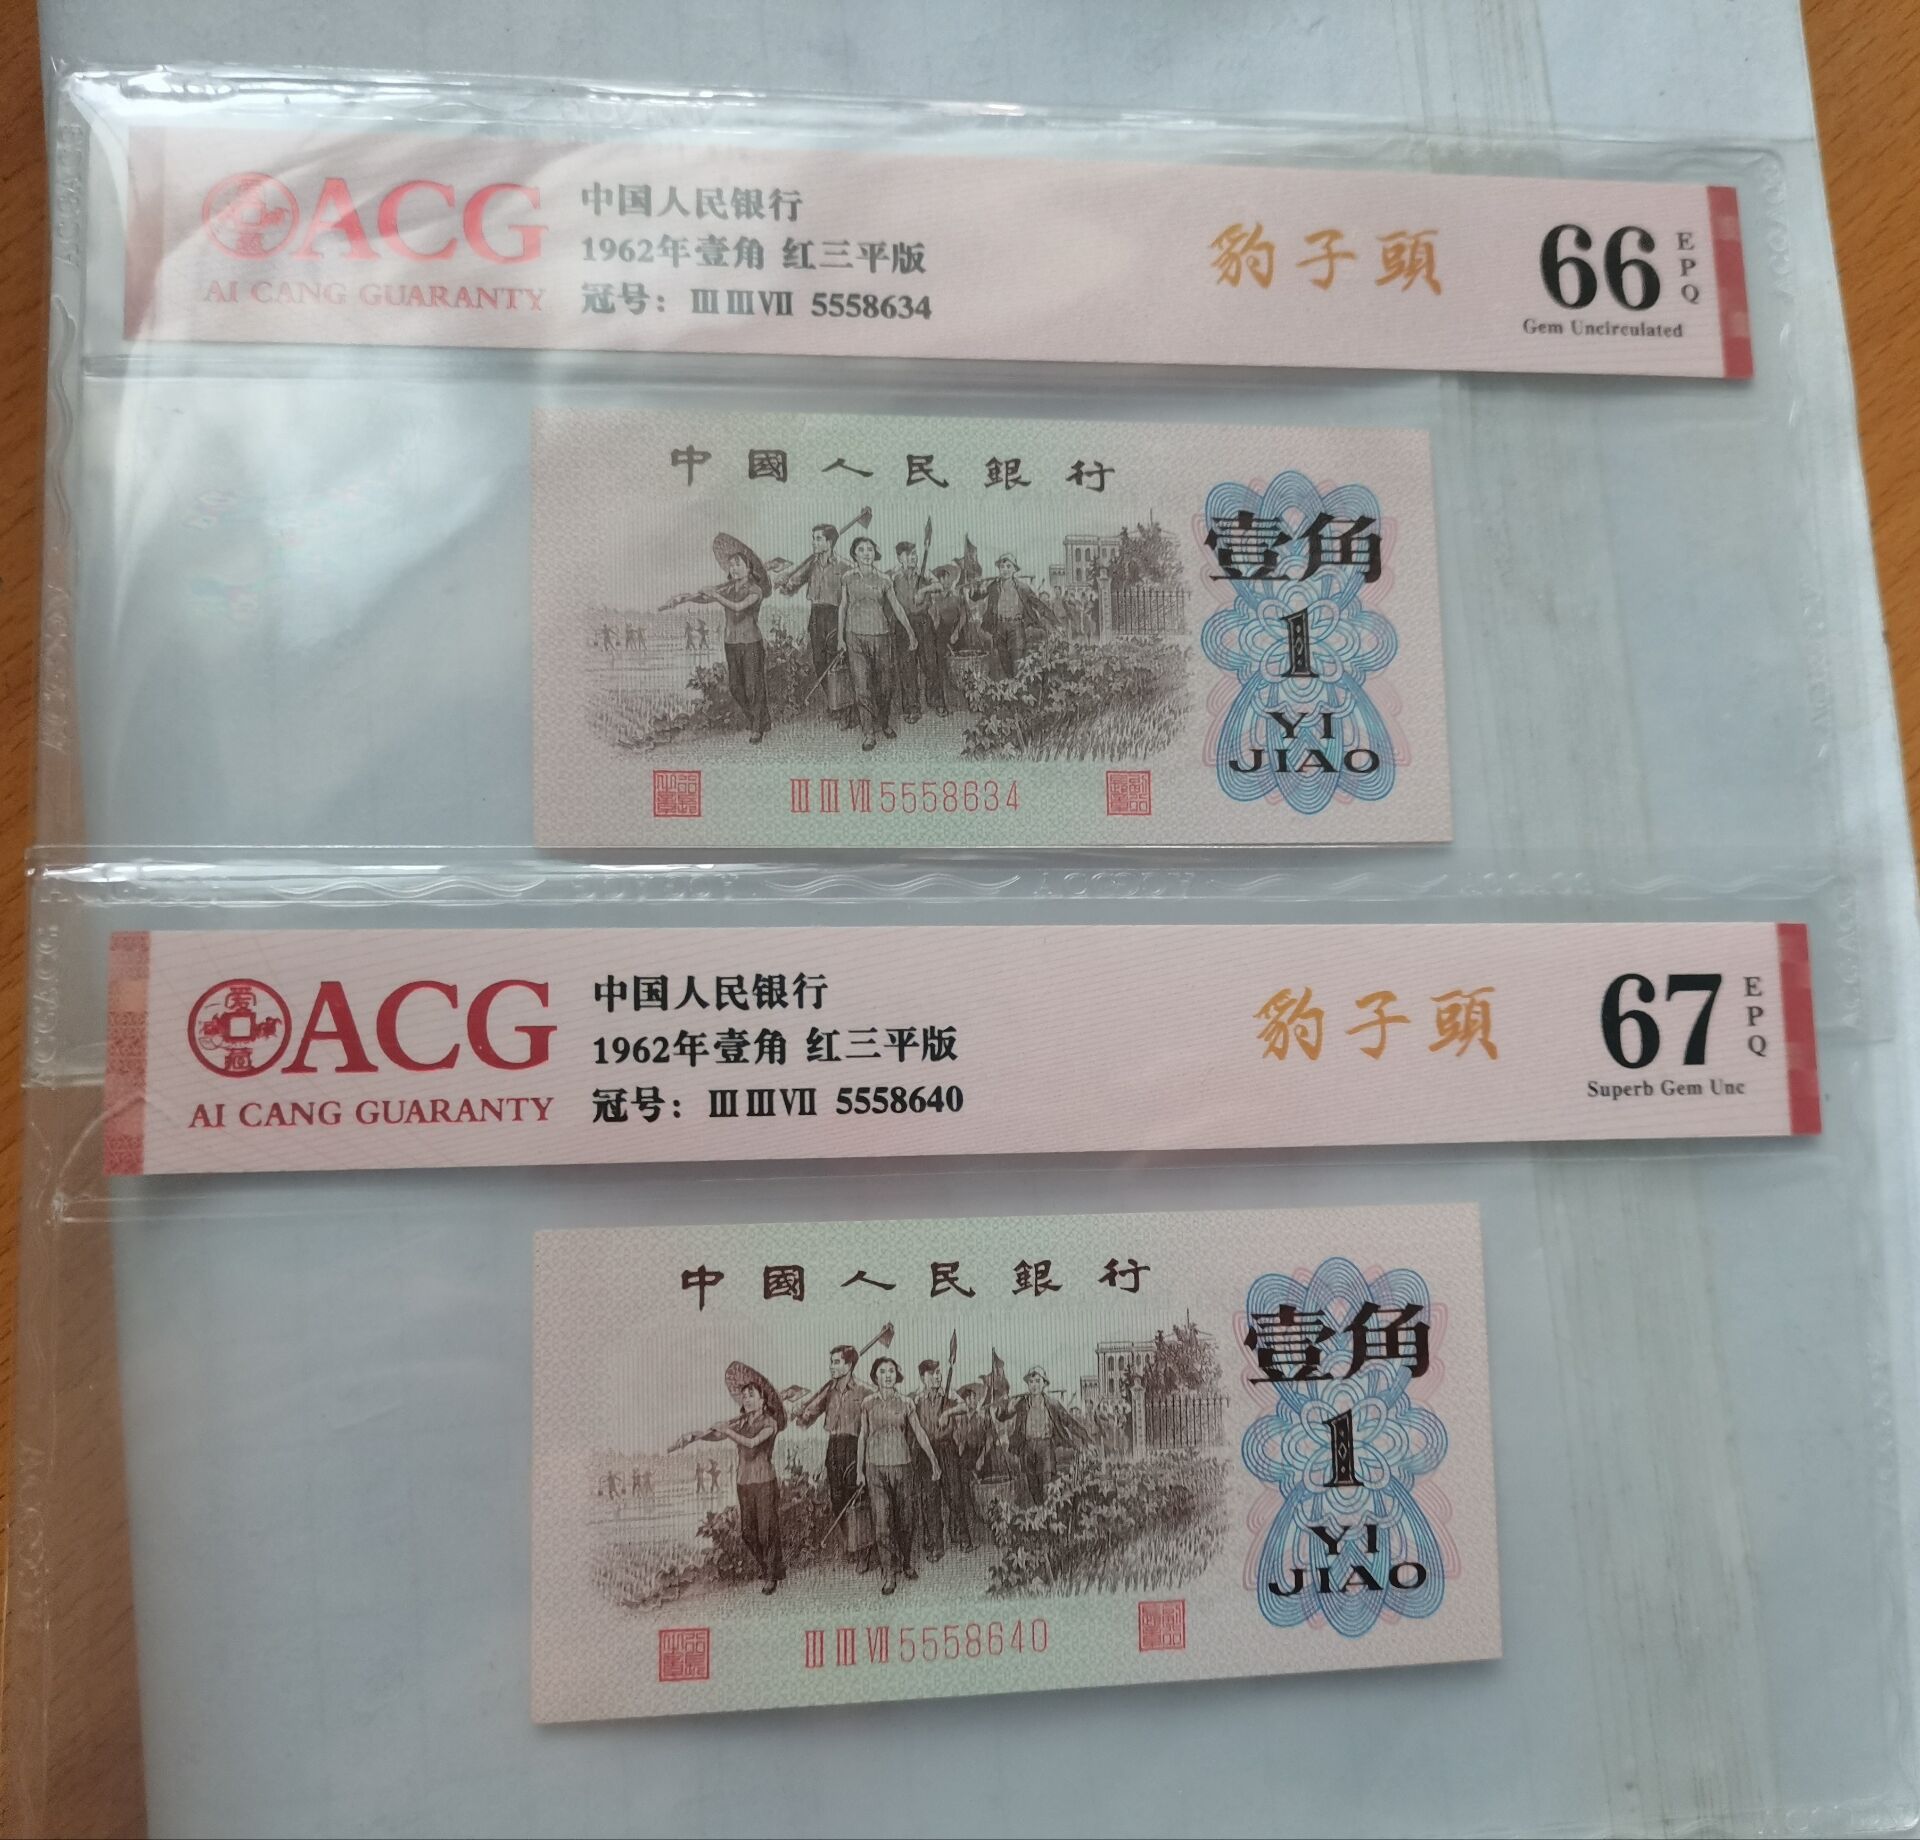 ACG
AI CANG GUARANTY
中国人民银行
1962年壹角 红三平版
冠号：ⅢⅢⅦ 5558634
豹子頭
66
EPQ
Gem Uncirculated
中國人民銀行
壹角
1
YI
JIAO
ⅢⅢⅦ5558634
爱藏
ACG
AI CANG GUARANTY
中国人民银行
1962年壹角 红三平版
冠号：ⅢⅢⅦ 5558640
豹子頭
67
EPQ
Superb Gem Unc
中國人民銀行
壹角
1
YI
JIAO
ⅢⅢⅦ5558640